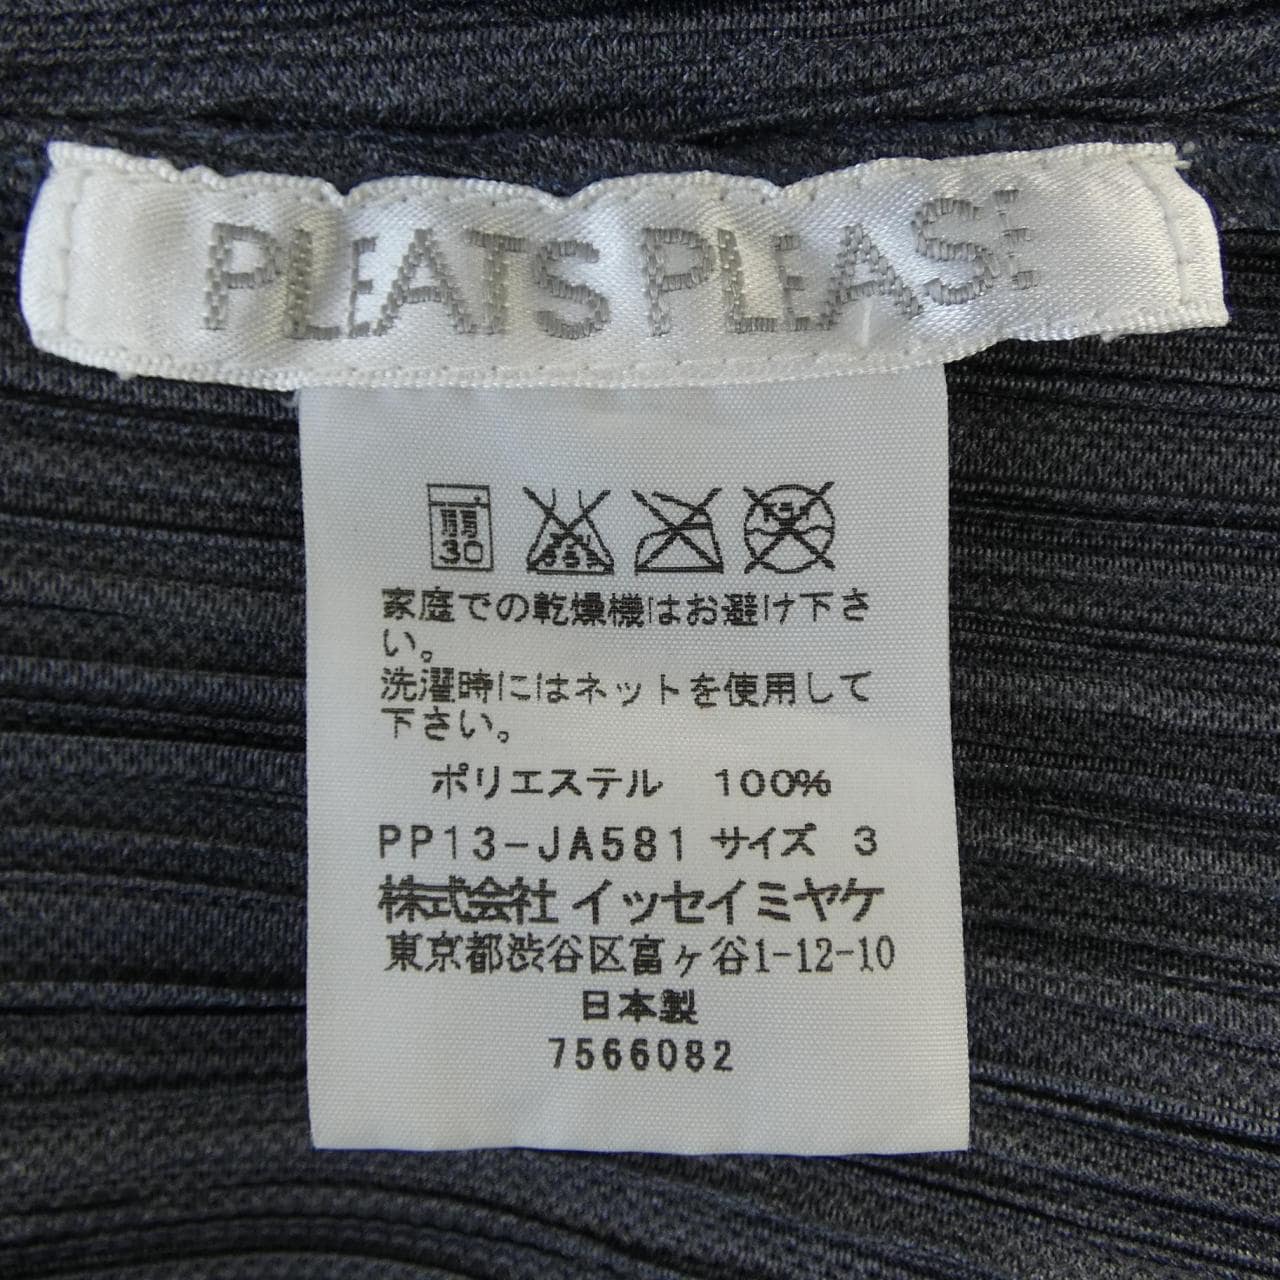 PLEATS PLEASE
弱
30
家庭での乾燥機はお避け下さ
い。
洗濯時にはネットを使用して
下さい。
ポリエステル 100%
PP13-JA581 サイズ 3
株式会社 イッセイミヤケ
東京都渋谷区富ヶ谷1-12-10
日本製
7566082